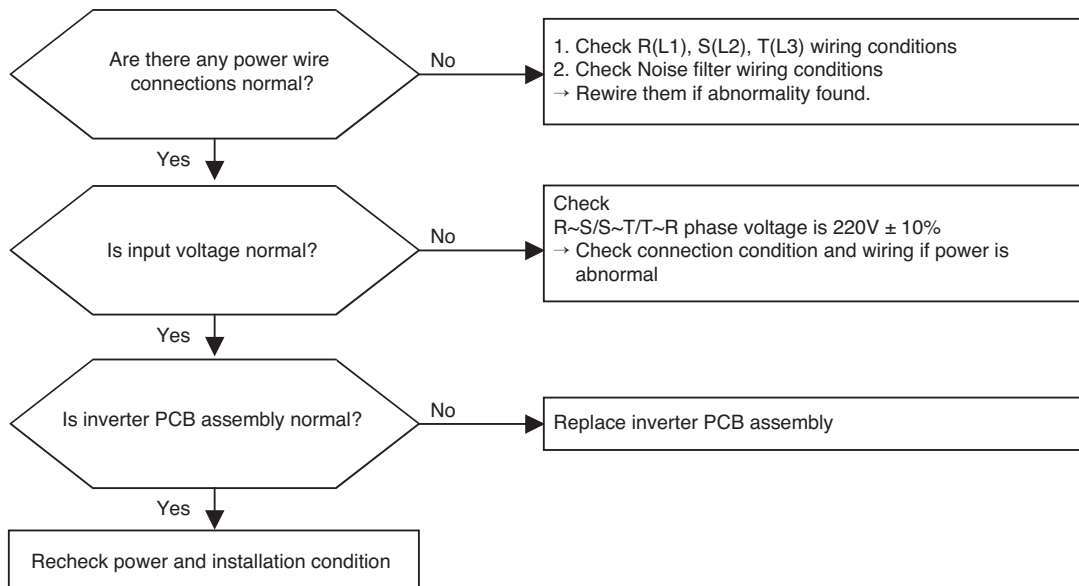 Are there any power wire
connections normal?
No
1. Check R(L1), S(L2), T(L3) wiring conditions
2. Check Noise filter wiring conditions
→ Rewire them if abnormality found.
Yes
Is input voltage normal?
No
Check
R~S/S~T/T~R phase voltage is 220V ± 10%
→ Check connection condition and wiring if power is
abnormal
Yes
Is inverter PCB assembly normal?
No
Replace inverter PCB assembly
Yes
Recheck power and installation condition